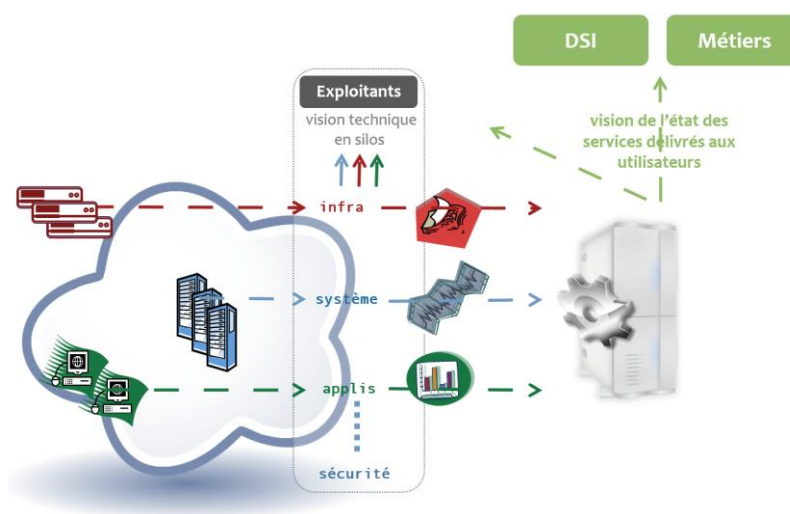 DSI
Métiers
Exploitants
vision technique
en silos
vision de l'état des
services délivrés aux
utilisateurs
infra
système
applis
sécurité